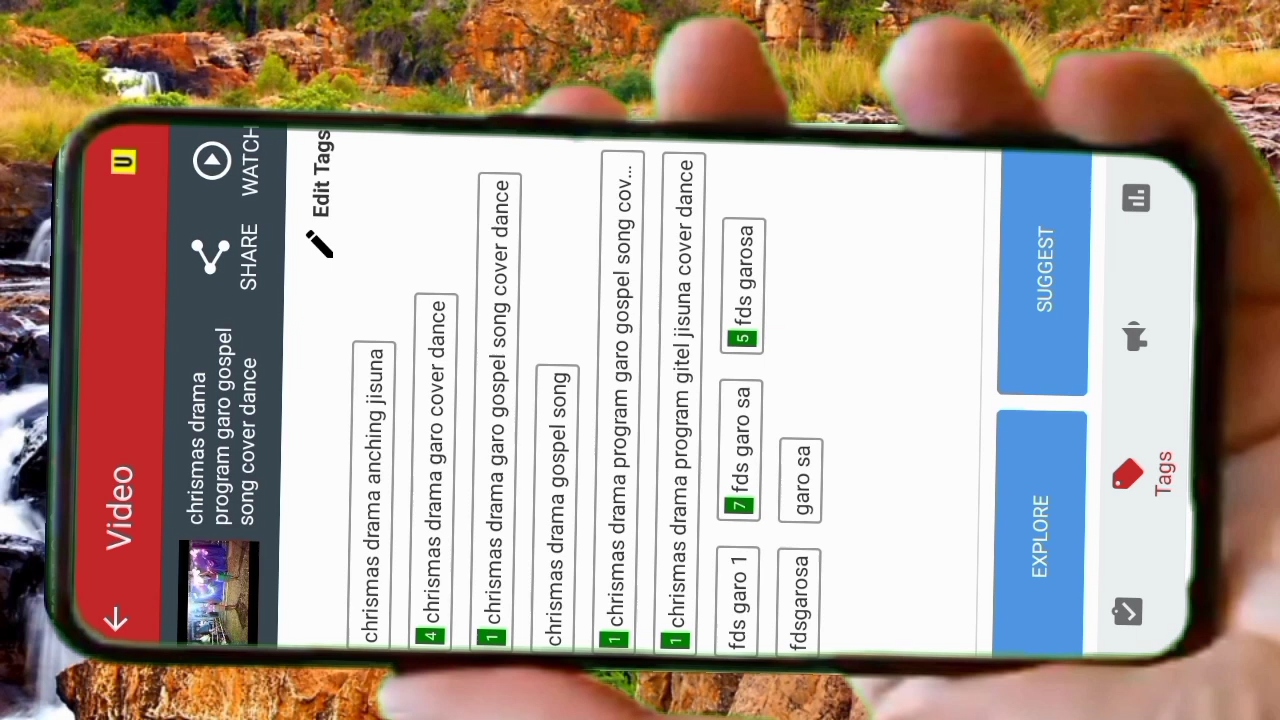 Video
U
chrismas drama
program garo gospel
song cover dance
SHARE
WATCH
Edit Tags
chrismas drama anching jisuna
4 chrismas drama garo cover dance
1 chrismas drama garo gospel song cover dance
chrismas drama gospel song
1 chrismas drama program garo gospel song cov...
1 chrismas drama program gitel jisuna cover dance
fds garo 1
7 fds garo sa
5 fds garosa
fdsgarosa
garo sa
EXPLORE
SUGGEST
Tags